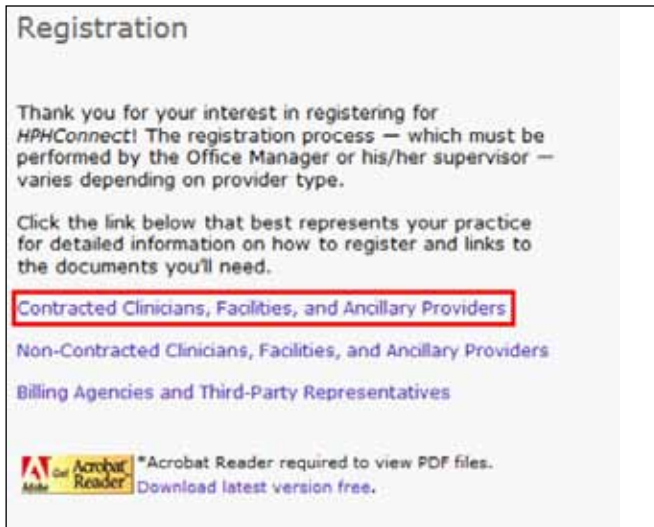 Registration
Thank you for your interest in registering for
HPHConnect! The registration process — which must be
performed by the Office Manager or his/her supervisor —
varies depending on provider type.
Click the link below that best represents your practice
for detailed information on how to register and links to
the documents you'll need.
Contracted Clinicians, Facilities, and Ancillary Providers
Non-Contracted Clinicians, Facilities, and Ancillary Providers
Billing Agencies and Third-Party Representatives
Adobe Get Acrobat Reader *Acrobat Reader required to view PDF files.
Download latest version free.